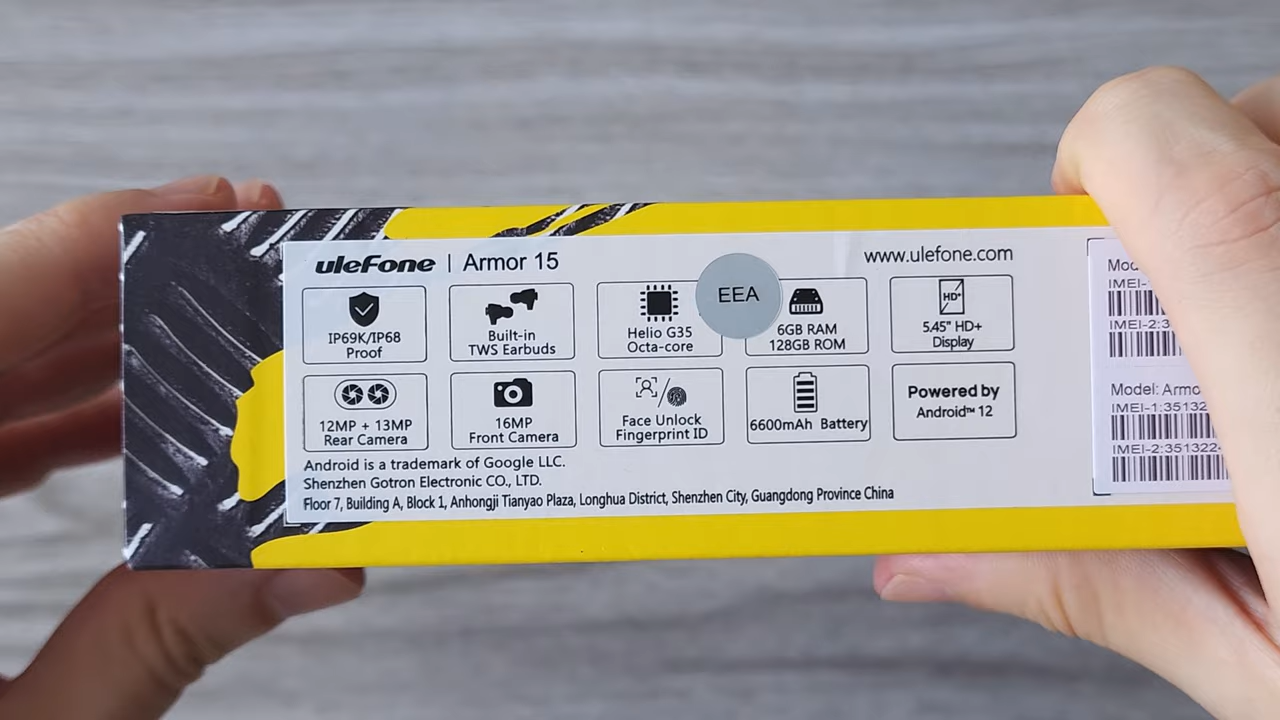 uleFone | Armor 15
www.ulefone.com
IP69K/IP68
Proof
Built-in
TWS Earbuds
Helio G35
Octa-core
EEA
6GB RAM
128GB ROM
HD+
5.45" HD+
Display
12MP + 13MP
Rear Camera
16MP
Front Camera
Face Unlock
Fingerprint ID
6600mAh Battery
Powered by
Android™ 12
Android is a trademark of Google LLC.
Shenzhen Gotron Electronic CO., LTD.
Floor 7, Building A, Block 1, Anhongji Tianyao Plaza, Longhua District, Shenzhen City, Guangdong Province China
IMEI-1:
IMEI-2:3
Model: Armo
IMEI-1:35132
IMEI-2:351322